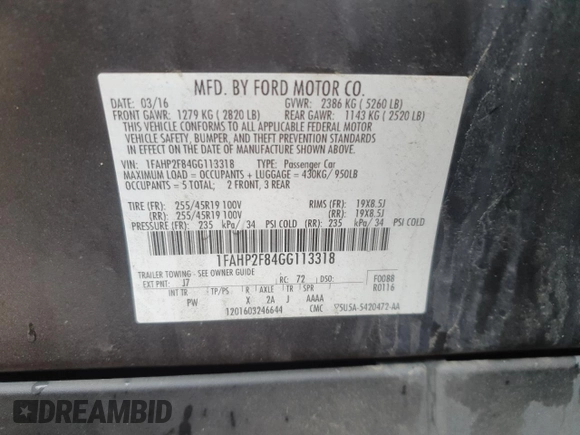 MFD. BY FORD MOTOR CO.
DATE: 03/16 GVWR: 2386 KG ( 5260 LB)
FRONT GAWR: 1279 KG ( 2820 LB) REAR GAWR: 1143 KG ( 2520 LB)
THIS VEHICLE CONFORMS TO ALL APPLICABLE FEDERAL MOTOR
VEHICLE SAFETY, BUMPER, AND THEFT PREVENTION STANDARDS
IN EFFECT ON THE DATE OF MANUFACTURE SHOWN ABOVE.
VIN: 1FAHP2F84GG113318 TYPE: Passenger Car
MAXIMUM LOAD = OCCUPANTS + LUGGAGE = 430KG/ 950LB
OCCUPANTS = 5 TOTAL; 2 FRONT, 3 REAR
TIRE (FR): 255/45R19 100V RIMS (FR): 19X8.5J
(RR): 255/45R19 100V (RR): 19X8.5J
PRESSURE (FR): 235 kPa/ 34 PSI COLD (RR): 235 kPa/ 34 PSI COLD
1FAHP2F84GG113318
TRAILER TOWING - SEE OWNER GUIDE
EXT PNT: J7 RC: 72 DSO: F0088
INT TR TP/PS R AXLE TR SPR R0116
PW X 2A J AAAA
1201603246644 CMC 5U5A-5420472-AA
DREAMBID